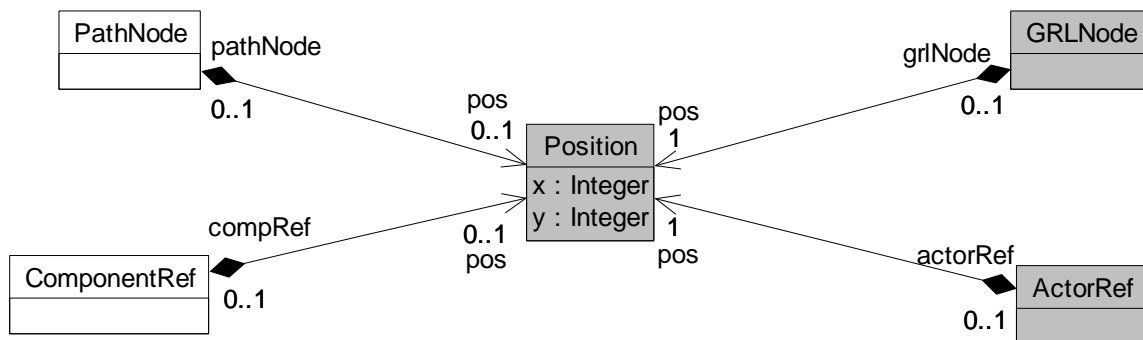 PathNode
pathNode
0..1
pos
0..1
GRLNode
grlNode
0..1
pos
1
Position
x : Integer
y : Integer
compRef
0..1
pos
ComponentRef
0..1
1
pos
actorRef
ActorRef
0..1